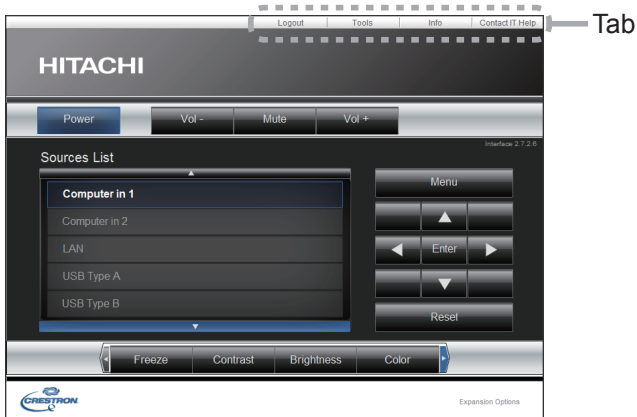 Logout Tools Info Contact IT Help Tab
HITACHI
Power Vol - Mute Vol +
Interface 2.7.2.6
Sources List
Menu
Computer in 1
Computer in 2
LAN
Enter
USB Type A
USB Type B
Reset
Freeze Contrast Brightness Color
CRESTRON
Expansion Options